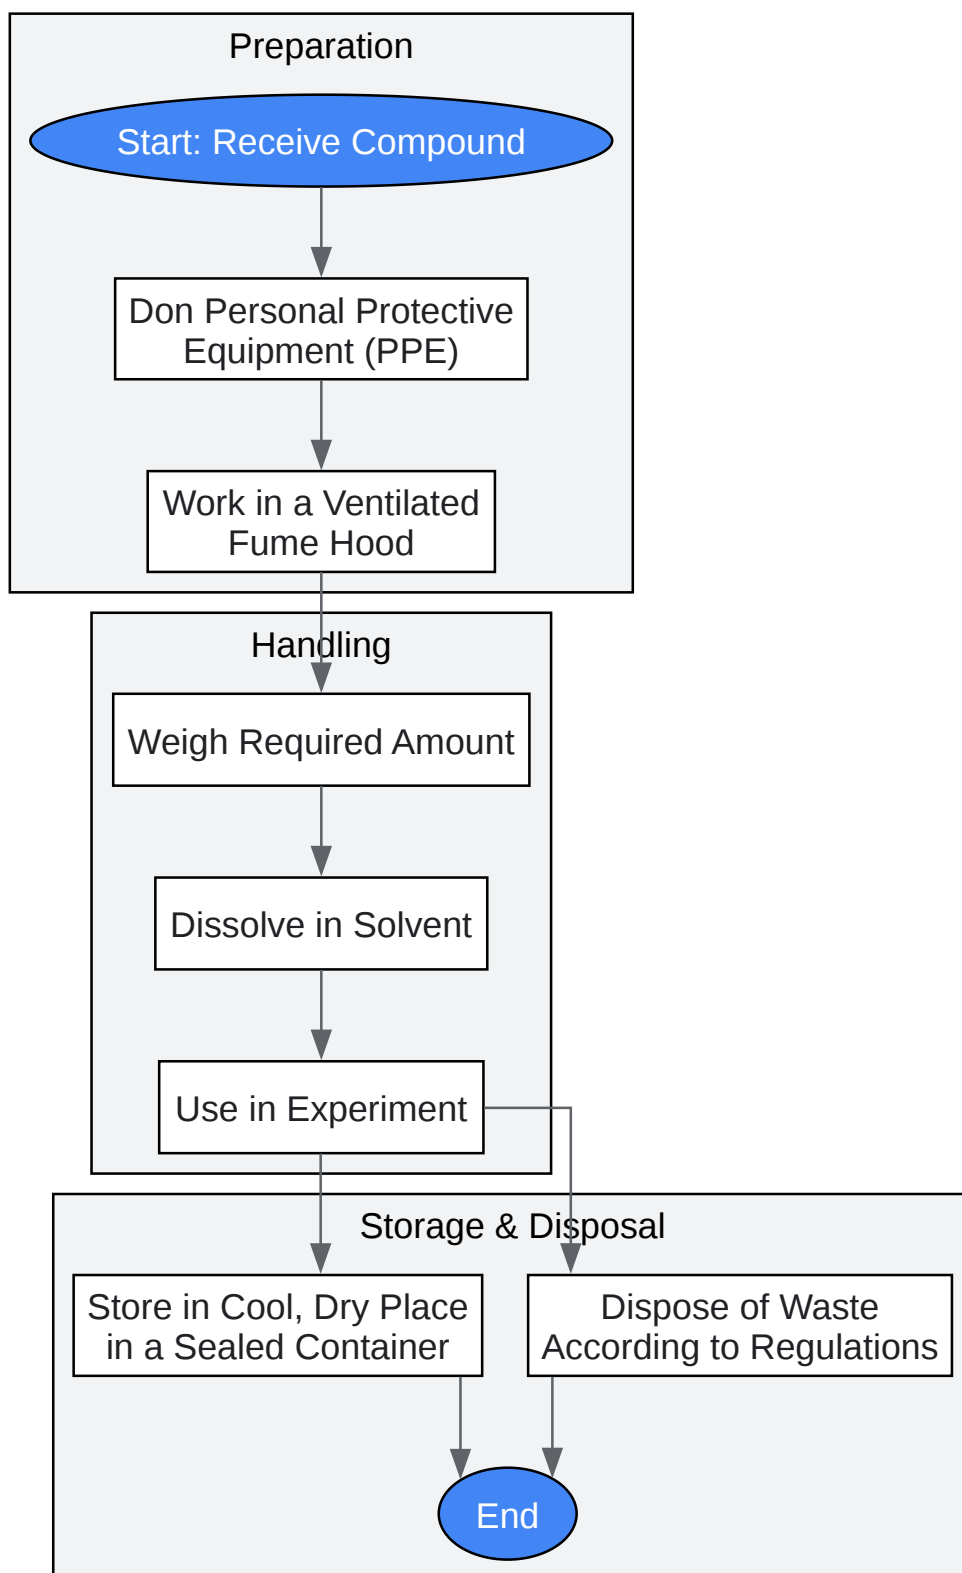 Preparation
Start: Receive Compound
Don Personal Protective
Equipment (PPE)
Work in a Ventilated
Fume Hood
Handling
Weigh Required Amount
Dissolve in Solvent
Use in Experiment
Storage & Disposal
Store in Cool, Dry Place
in a Sealed Container
Dispose of Waste
According to Regulations
End